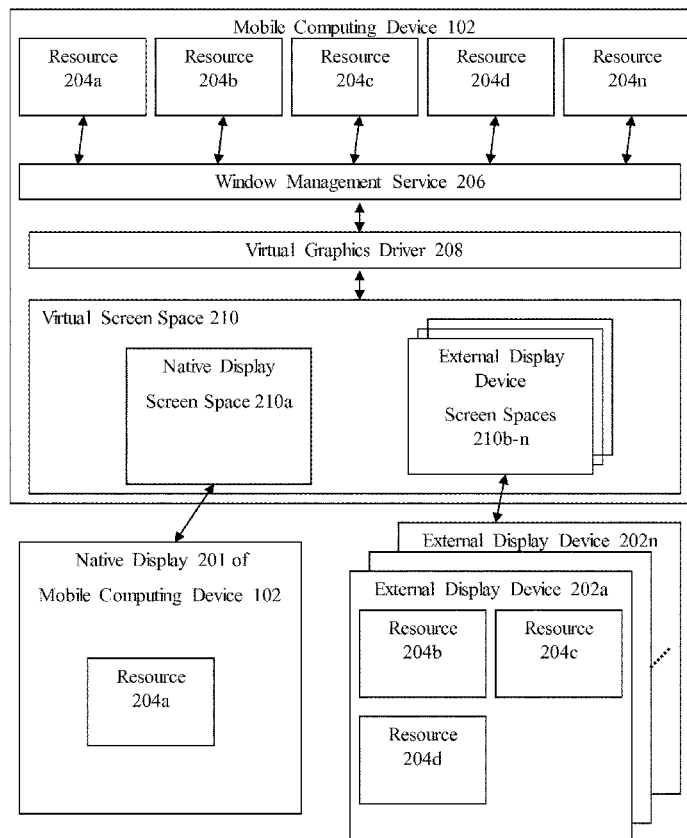 Mobile Computing Device 102
Resource
204a
Resource
204b
Resource
204c
Resource
204d
Resource
204n
Window Management Service 206
Virtual Graphics Driver 208
Virtual Screen Space 210
Native Display
Screen Space 210a
External Display
Device
Screen Spaces
210b-n
Native Display 201 of
Mobile Computing Device 102
Resource
204a
External Display Device 202n
External Display Device 202a
Resource
204b
Resource
204c
Resource
204d